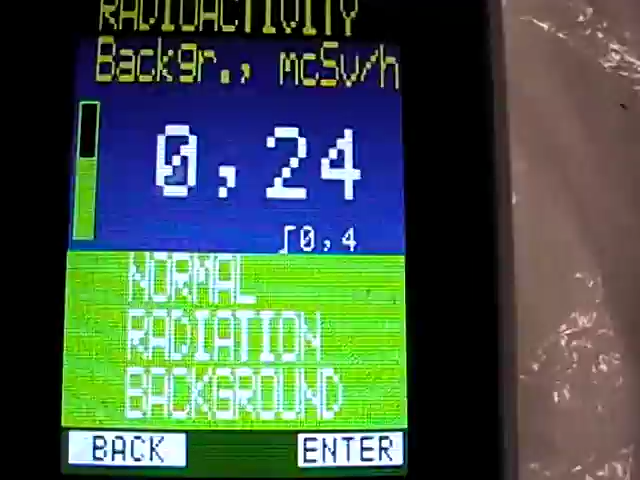 RADIOACTIVITY
Backgr., mcSv/h
0,24
∫0,4
NORMAL
RADIATION
BACKGROUND
BACK ENTER